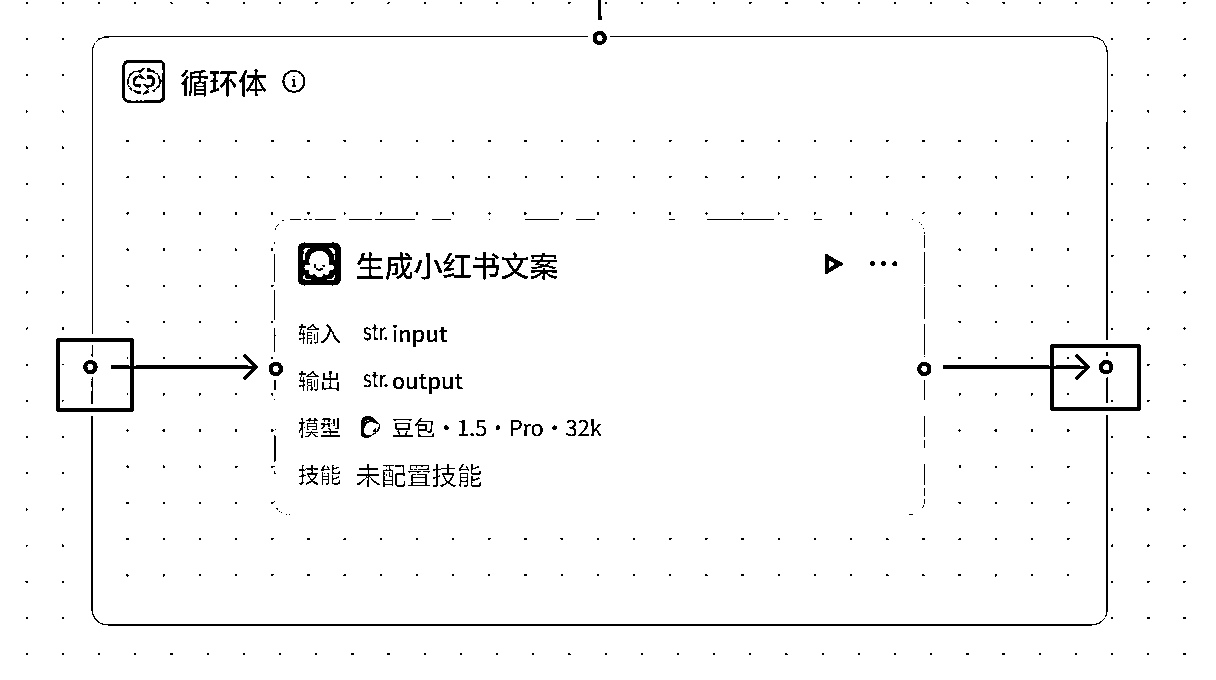 循环体
生成小红书文案
输入 str. input
输出 str. output
模型 豆包·1.5·Pro·32k
技能 未配置技能